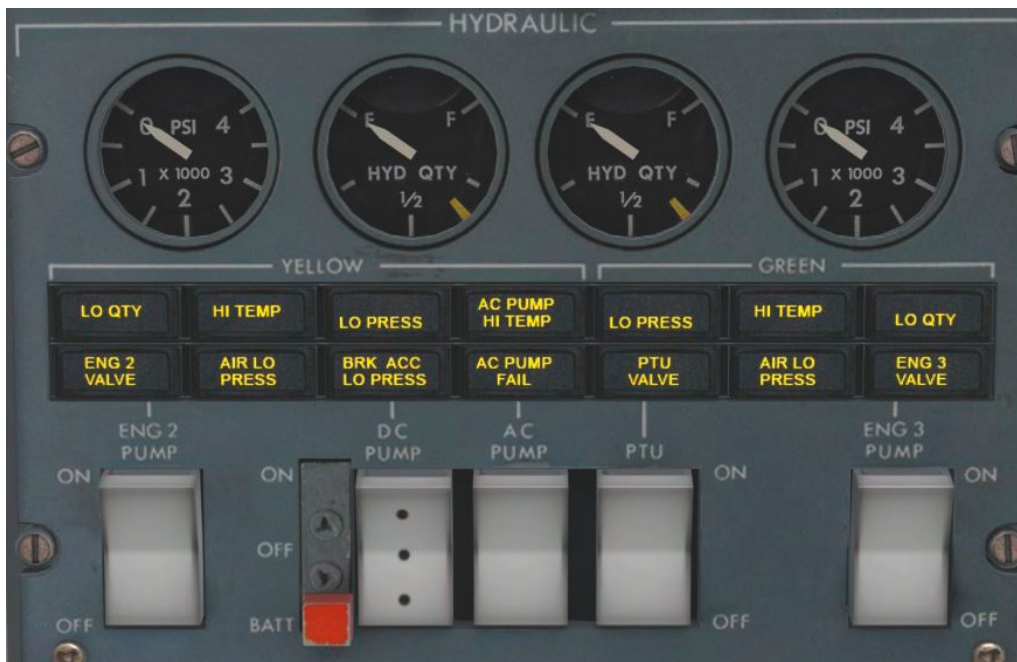 HYDRAULIC
0 PSI 4
1 X 1000 3
2
E F
HYD QTY
1/2
E F
HYD QTY
1/2
0 PSI 4
1 X 1000 3
2
YELLOW
GREEN
LO QTY
HI TEMP
LO PRESS
AC PUMP
HI TEMP
LO PRESS
HI TEMP
LO QTY
ENG 2
VALVE
AIR LO
PRESS
BRK ACC
LO PRESS
AC PUMP
FAIL
PTU
VALVE
AIR LO
PRESS
ENG 3
VALVE
ENG 2
PUMP
DC
PUMP
AC
PUMP
PTU
ENG 3
PUMP
ON
OFF
ON
OFF
BATT
ON
OFF
ON
OFF